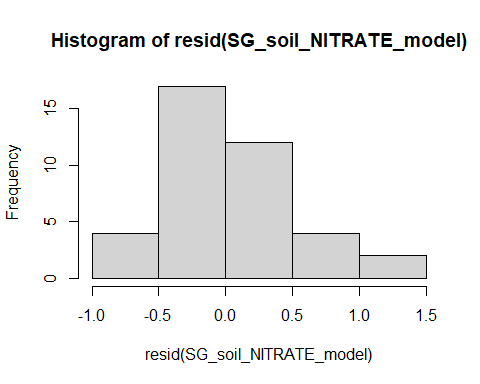 Histogram of resid(SG_soil_NITRATE_model)
Frequency
15
10
5
0
-1.0 -0.5 0.0 0.5 1.0 1.5
resid(SG_soil_NITRATE_model)